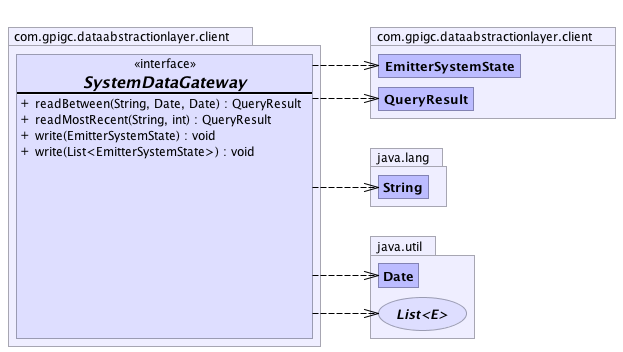 com.gpigc.dataabstractionlayer.client
«interface»
SystemDataGateway
+ readBetween(String, Date, Date) : QueryResult
+ readMostRecent(String, int) : QueryResult
+ write(EmitterSystemState) : void
+ write(List<EmitterSystemState>) : void
com.gpigc.dataabstractionlayer.client
EmitterSystemState
QueryResult
java.lang
String
java.util
Date
List<E>